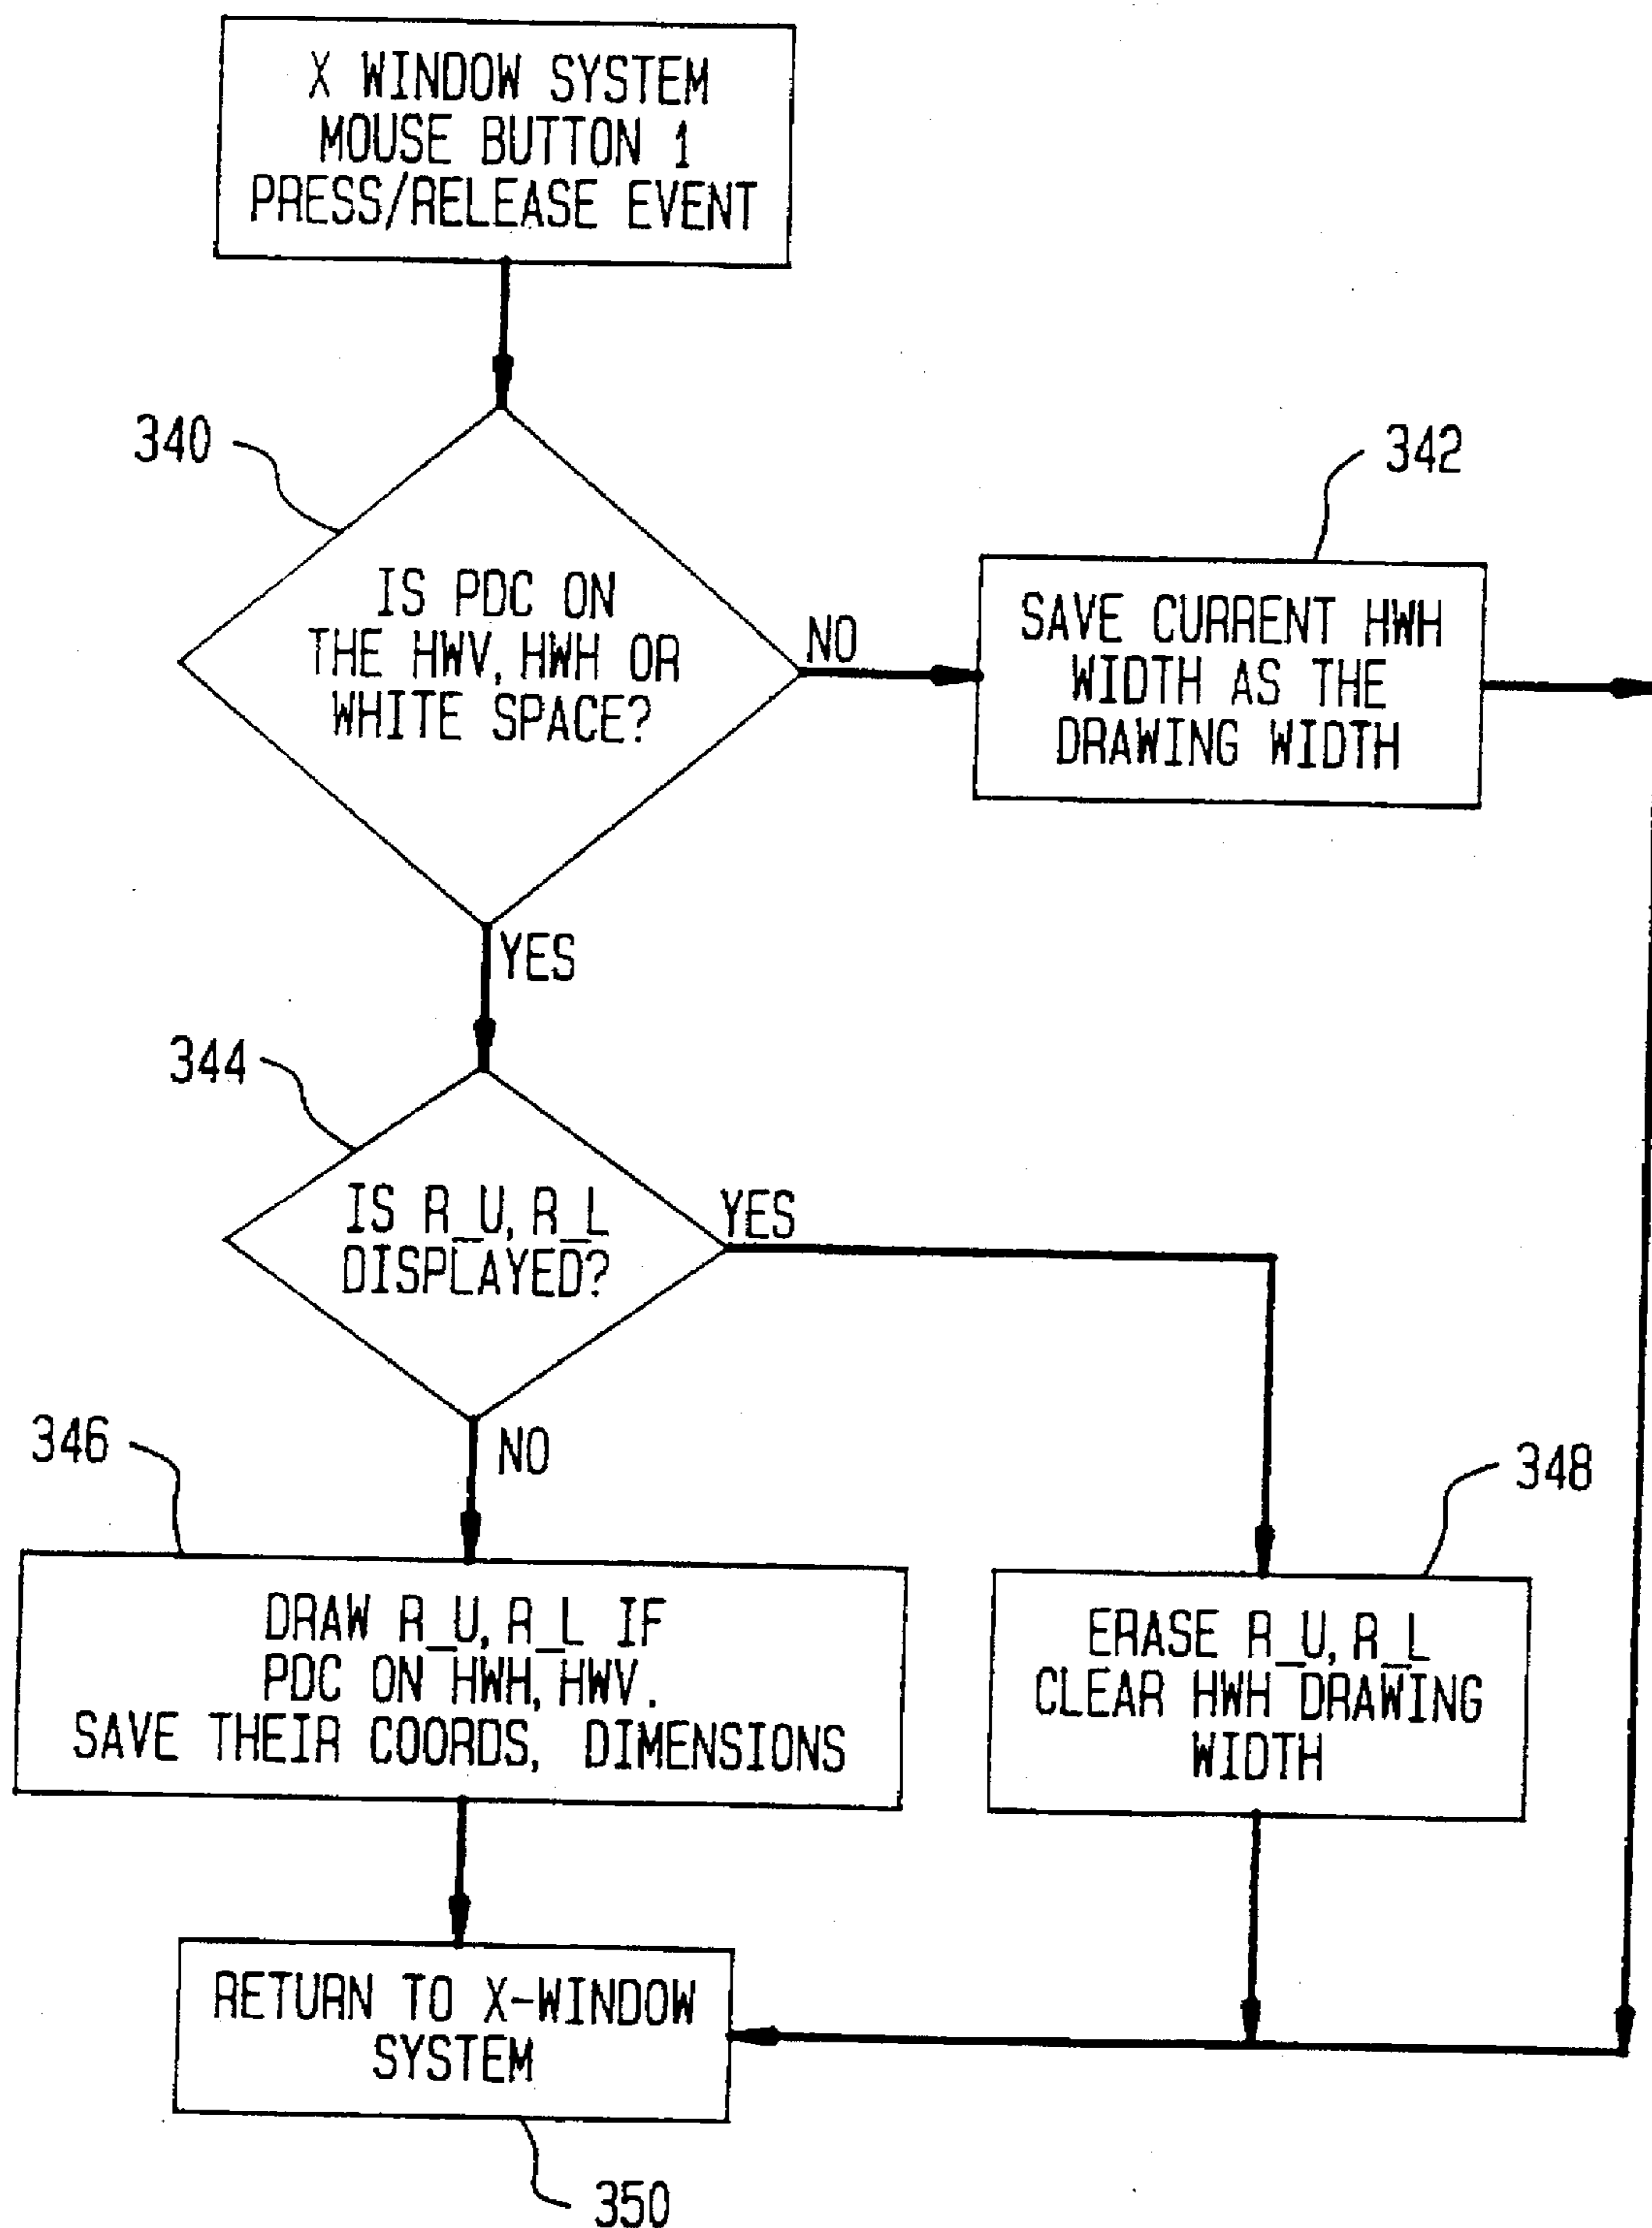 X WINDOW SYSTEM
MOUSE BUTTON 1
PRESS/RELEASE EVENT
340
IS PDC ON
THE HWV, HWH OR
WHITE SPACE?
NO
342
SAVE CURRENT HWH
WIDTH AS THE
DRAWING WIDTH
YES
344
IS R_U, R_L
DISPLAYED?
YES
NO
346
DRAW R_U, R_L IF
PDC ON HWH, HWV.
SAVE THEIR COORDS, DIMENSIONS
348
ERASE R_U, R_L
CLEAR HWH DRAWING
WIDTH
RETURN TO X-WINDOW
SYSTEM
350